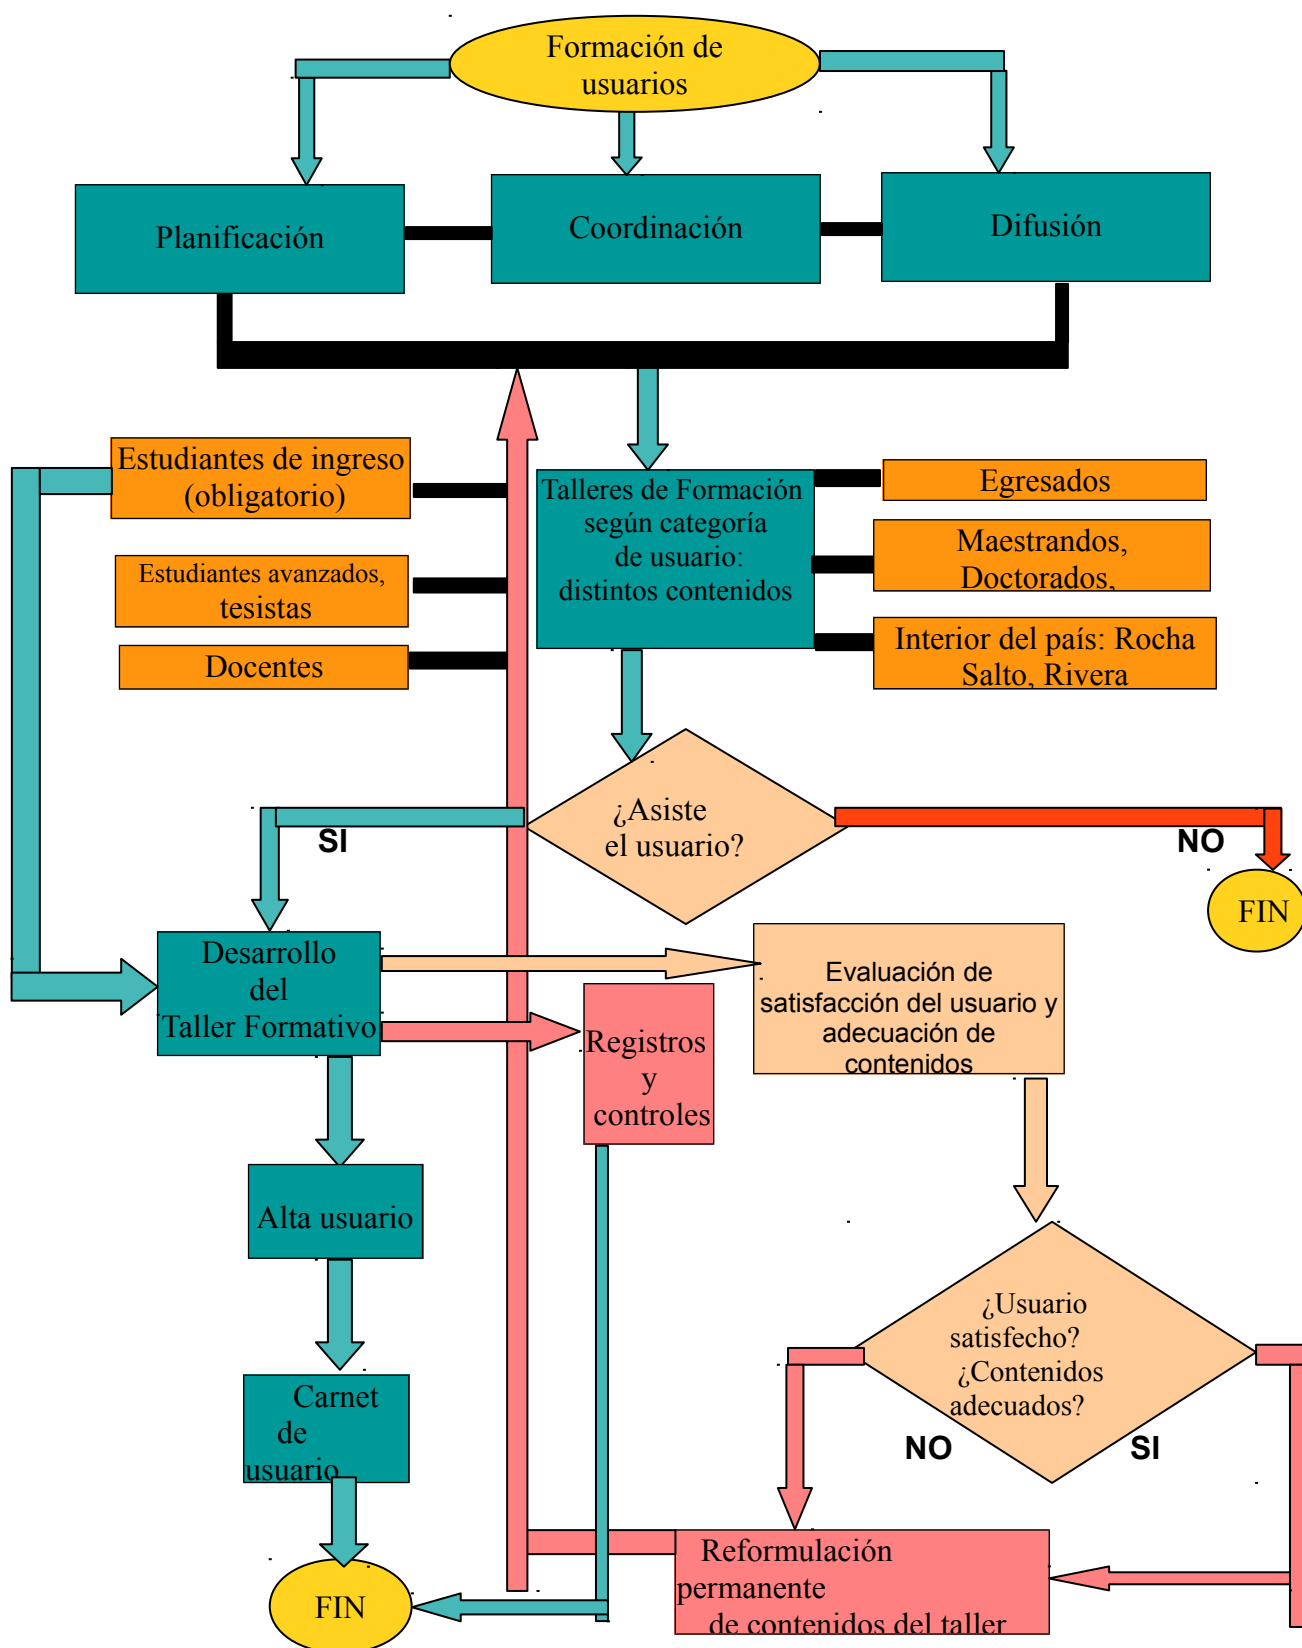 Formación de
usuarios
Planificación
Coordinación
Difusión
Estudiantes de ingreso
(obligatorio)
Estudiantes avanzados,
tesistas
Docentes
Talleres de Formación
según categoría
de usuario:
distintos contenidos
Egresados
Maestrandos,
Doctorados,
Interior del país: Rocha
Salto, Rivera
¿Asiste
el usuario?
SI
NO
FIN
Desarrollo
del
Taller Formativo
Evaluación de
satisfacción del usuario y
adecuación de
contenidos
Registros
y
controles
Alta usuario
¿Usuario
satisfecho?
¿Contenidos
adecuados?
NO
SI
Carnet
de
usuario
Reformulación
permanente
de contenidos del taller
FIN